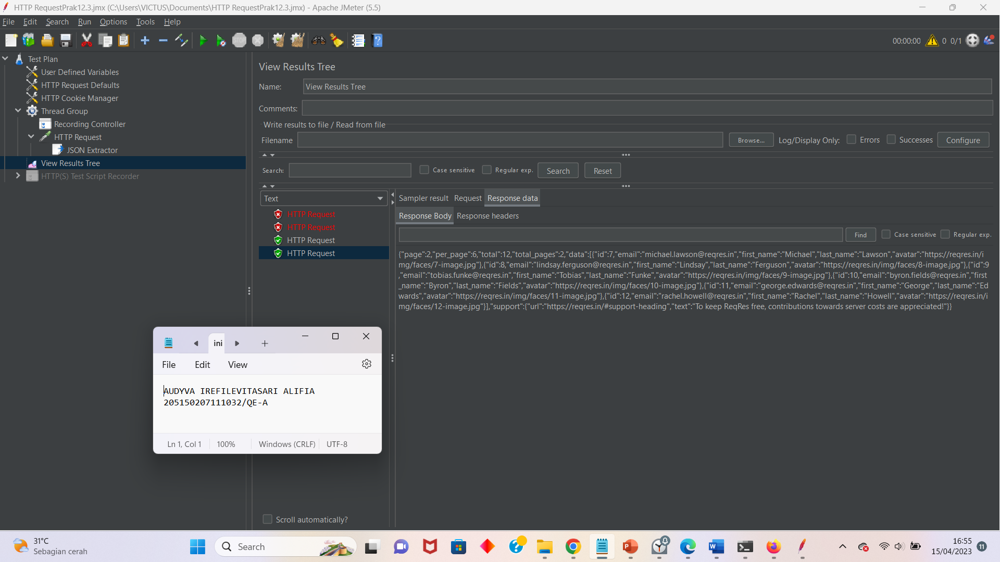 HTTP RequestPrak12.3.jmx (C:\Users\VICTUS\Documents\HTTP RequestPrak12.3.jmx) - Apache JMeter (5.5)
File Edit Search Run Options Tools Help
00:00:00 0 0/1
Test Plan
User Defined Variables
HTTP Request Defaults
HTTP Cookie Manager
Thread Group
Recording Controller
HTTP Request
JSON Extractor
View Results Tree
HTTP(S) Test Script Recorder
View Results Tree
Name: View Results Tree
Comments:
Write results to file / Read from file
Filename Browse... Log/Display Only: Errors Successes Configure
Search: Case sensitive Regular exp. Search Reset
Text
HTTP Request
HTTP Request
HTTP Request
HTTP Request
Scroll automatically?
Sampler result Request Response data
Response Body Response headers
Find Case sensitive Regular exp.
{"page":2,"per_page":6,"total":12,"total_pages":2,"data":[{"id":7,"email":"michael.lawson@reqres.in","first_name":"Michael","last_name":"Lawson","avatar":"https://reqres.in/i
mg/faces/7-image.jpg"},{"id":8,"email":"lindsay.ferguson@reqres.in","first_name":"Lindsay","last_name":"Ferguson","avatar":"https://reqres.in/img/faces/8-image.jpg"},{"id":9
,"email":"tobias.funke@reqres.in","first_name":"Tobias","last_name":"Funke","avatar":"https://reqres.in/img/faces/9-image.jpg"},{"id":10,"email":"byron.fields@reqres.in","first
_name":"Byron","last_name":"Fields","avatar":"https://reqres.in/img/faces/10-image.jpg"},{"id":11,"email":"george.edwards@reqres.in","first_name":"George","last_name":"Ed
wards","avatar":"https://reqres.in/img/faces/11-image.jpg"},{"id":12,"email":"rachel.howell@reqres.in","first_name":"Rachel","last_name":"Howell","avatar":"https://reqres.in/i
mg/faces/12-image.jpg"}],"support":{"url":"https://reqres.in/#support-heading","text":"To keep ReqRes free, contributions towards server costs are appreciated!"}}
ini
File Edit View
AUDYVA IREFILEVITASARI ALIFIA
205150207111032/QE-A
Ln 1, Col 1 100% Windows (CRLF) UTF-8
31°C
Sebagian cerah
Search
16:55
15/04/2023
11